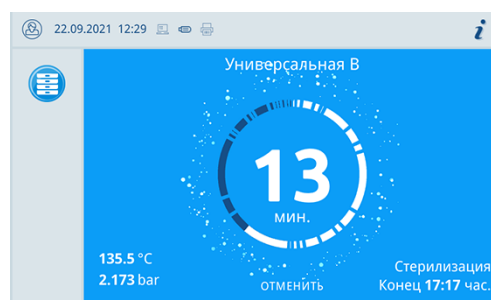 22.09.2021 12:29
i
Универсальная B
13
мин.
135.5 °C
2.173 bar
ОТМЕНИТЬ
Стерилизация
Конец 17:17 час.